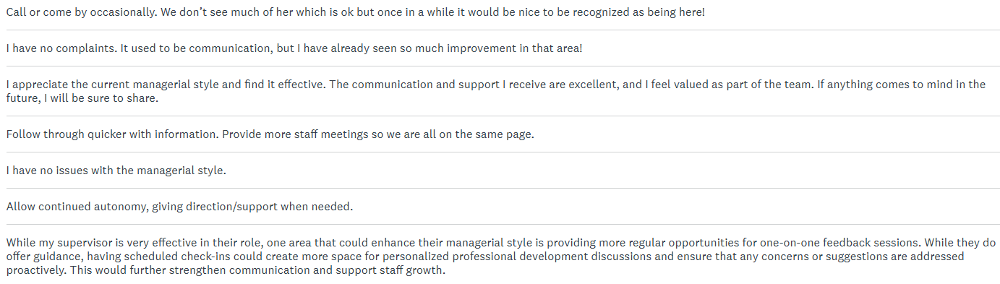 Call or come by occasionally. We don't see much of her which is ok but once in a while it would be nice to be recognized as being here!
I have no complaints. It used to be communication, but I have already seen so much improvement in that area!
I appreciate the current managerial style and find it effective. The communication and support I receive are excellent, and I feel valued as part of the team. If anything comes to mind in the
future, I will be sure to share.
Follow through quicker with information. Provide more staff meetings so we are all on the same page.
I have no issues with the managerial style.
Allow continued autonomy, giving direction/support when needed.
While my supervisor is very effective in their role, one area that could enhance their managerial style is providing more regular opportunities for one-on-one feedback sessions. While they do
offer guidance, having scheduled check-ins could create more space for personalized professional development discussions and ensure that any concerns or suggestions are addressed
proactively. This would further strengthen communication and support staff growth.